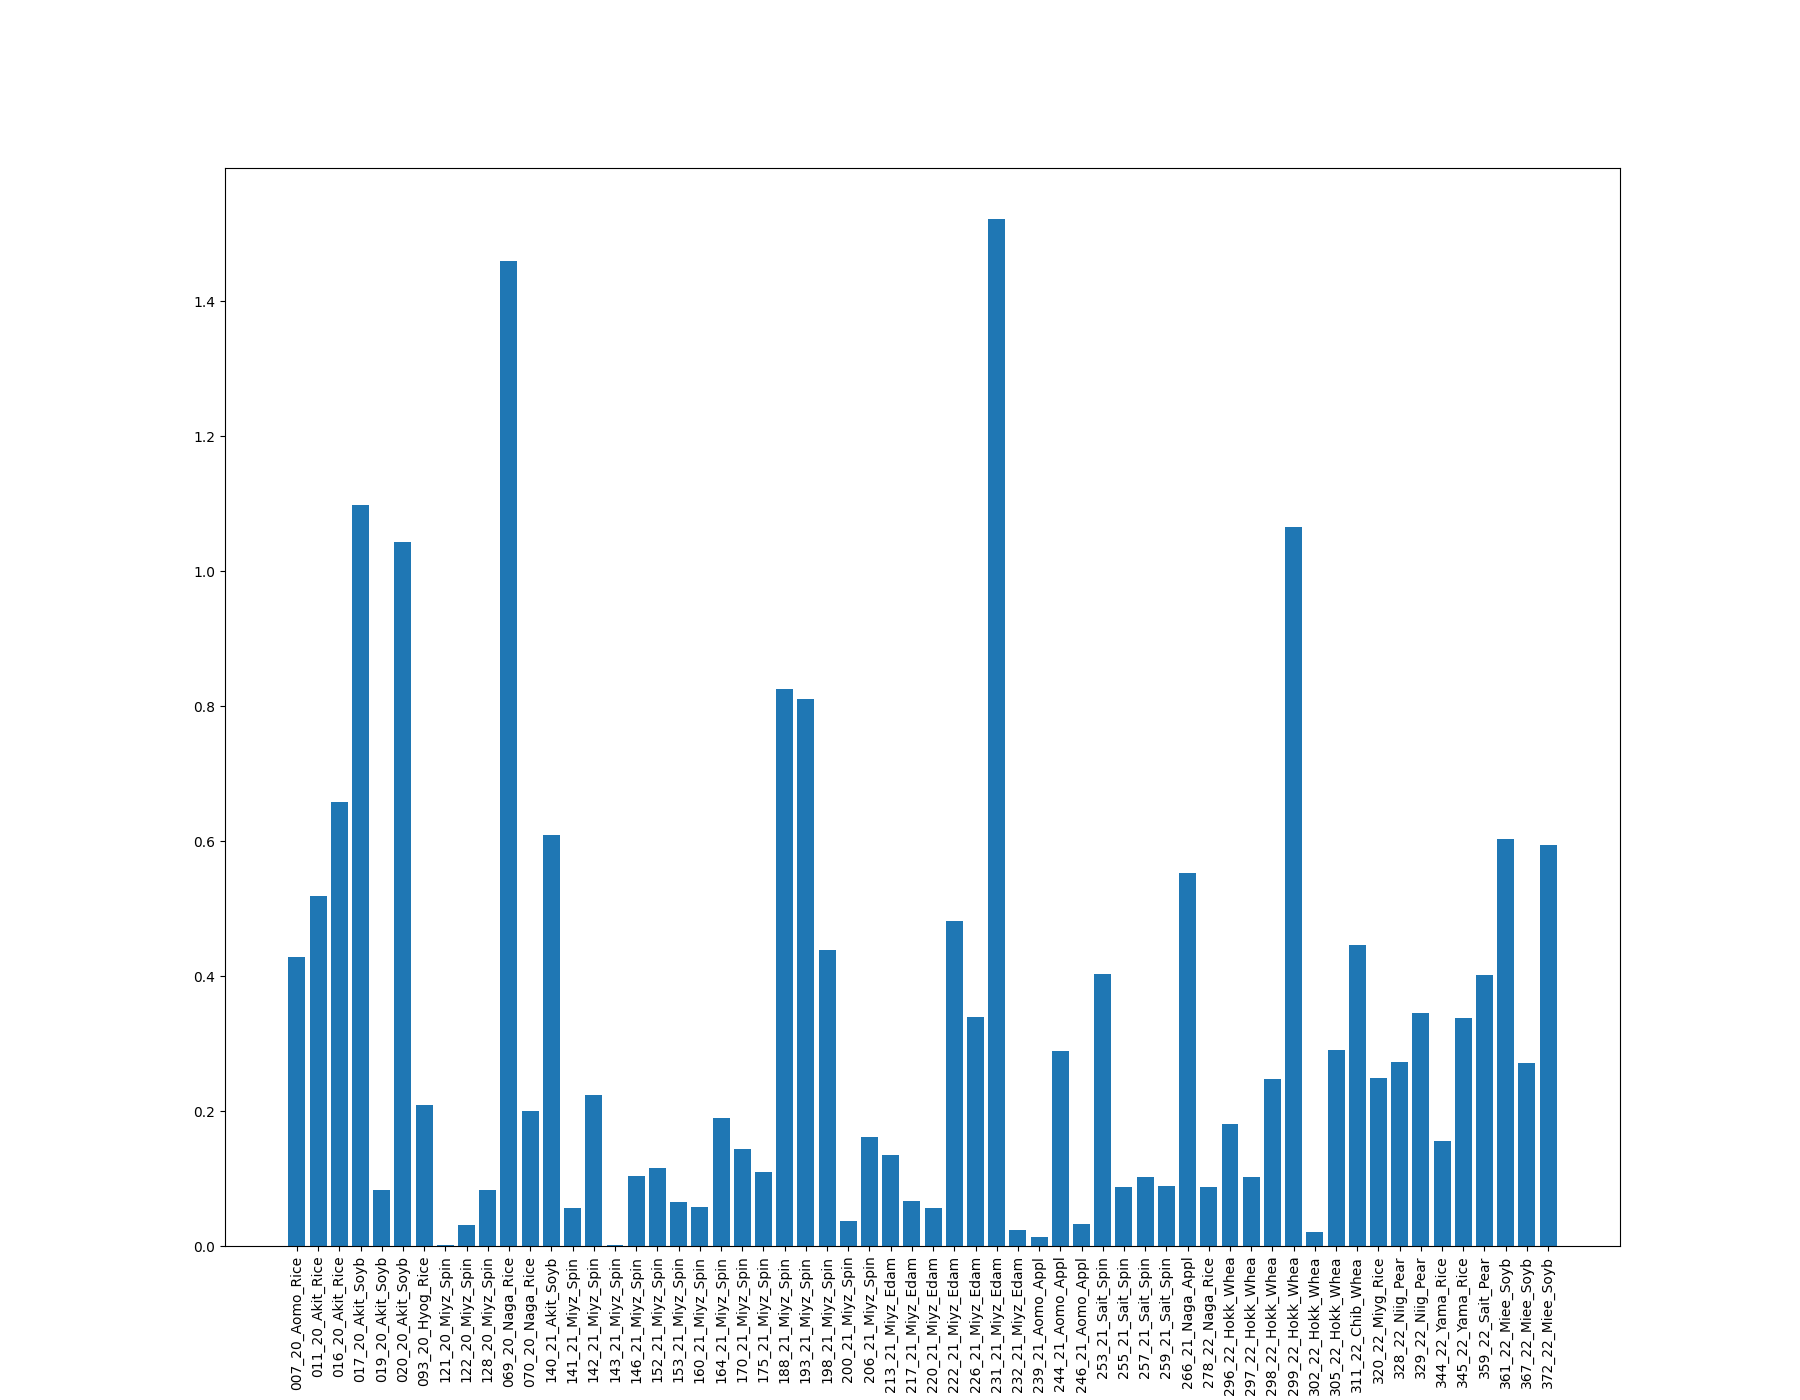 1.4
1.2
1.0
0.8
0.6
0.4
0.2
0.0
007_20_Aomo_Rice
011_20_Akit_Rice
016_20_Akit_Rice
017_20_Akit_Soyb
019_20_Akit_Soyb
020_20_Akit_Soyb
093_20_Hyog_Rice
121_20_Miyz_Spin
122_20_Miyz_Spin
128_20_Miyz_Spin
069_20_Naga_Rice
070_20_Naga_Rice
140_21_Akit_Soyb
141_21_Miyz_Spin
142_21_Miyz_Spin
143_21_Miyz_Spin
146_21_Miyz_Spin
152_21_Miyz_Spin
153_21_Miyz_Spin
160_21_Miyz_Spin
164_21_Miyz_Spin
170_21_Miyz_Spin
175_21_Miyz_Spin
188_21_Miyz_Spin
193_21_Miyz_Spin
198_21_Miyz_Spin
200_21_Miyz_Spin
206_21_Miyz_Spin
213_21_Miyz_Edam
217_21_Miyz_Edam
220_21_Miyz_Edam
222_21_Miyz_Edam
226_21_Miyz_Edam
231_21_Miyz_Edam
232_21_Miyz_Edam
239_21_Aomo_Appl
244_21_Aomo_Appl
246_21_Aomo_Appl
253_21_Sait_Spin
255_21_Sait_Spin
257_21_Sait_Spin
259_21_Sait_Spin
266_21_Naga_Appl
278_22_Naga_Rice
296_22_Hokk_Whea
297_22_Hokk_Whea
298_22_Hokk_Whea
299_22_Hokk_Whea
302_22_Hokk_Whea
305_22_Hokk_Whea
311_22_Chib_Whea
320_22_Miyg_Rice
328_22_Niig_Pear
329_22_Niig_Pear
344_22_Yama_Rice
345_22_Yama_Rice
359_22_Sait_Pear
361_22_Miee_Soyb
367_22_Miee_Soyb
372_22_Miee_Soyb